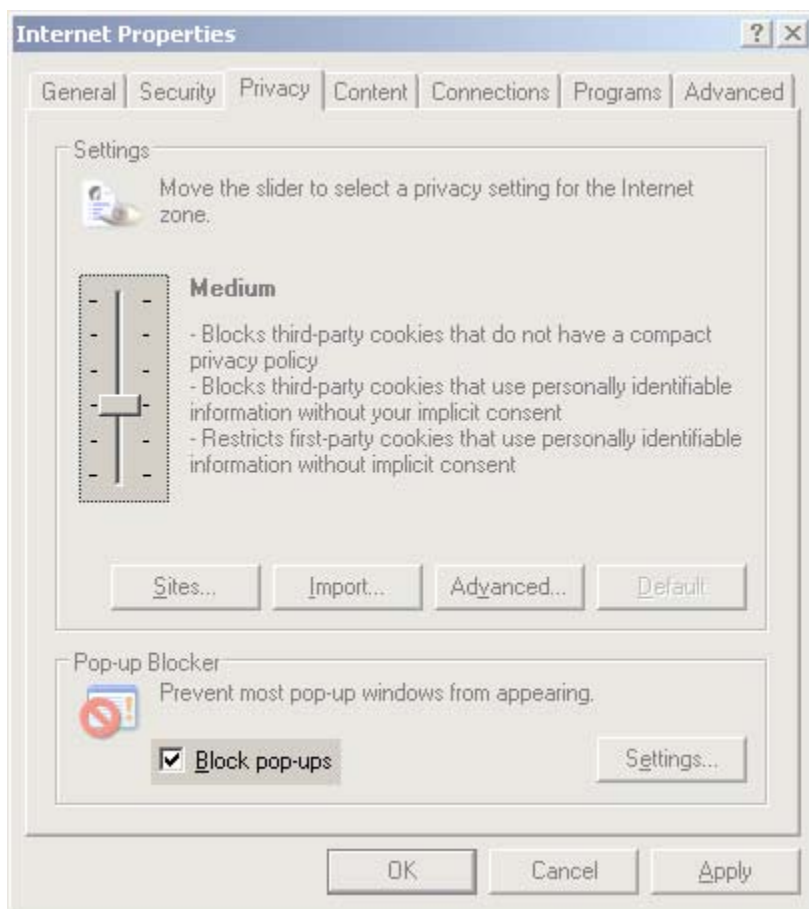 Internet Properties
General Security Privacy Content Connections Programs Advanced
Settings
Move the slider to select a privacy setting for the Internet
zone.
Medium
- Blocks third-party cookies that do not have a compact
privacy policy
- Blocks third-party cookies that use personally identifiable
information without your implicit consent
- Restricts first-party cookies that use personally identifiable
information without implicit consent
Sites... Import... Advanced... Default
Pop-up Blocker
Prevent most pop-up windows from appearing.
Block pop-ups Settings...
OK Cancel Apply